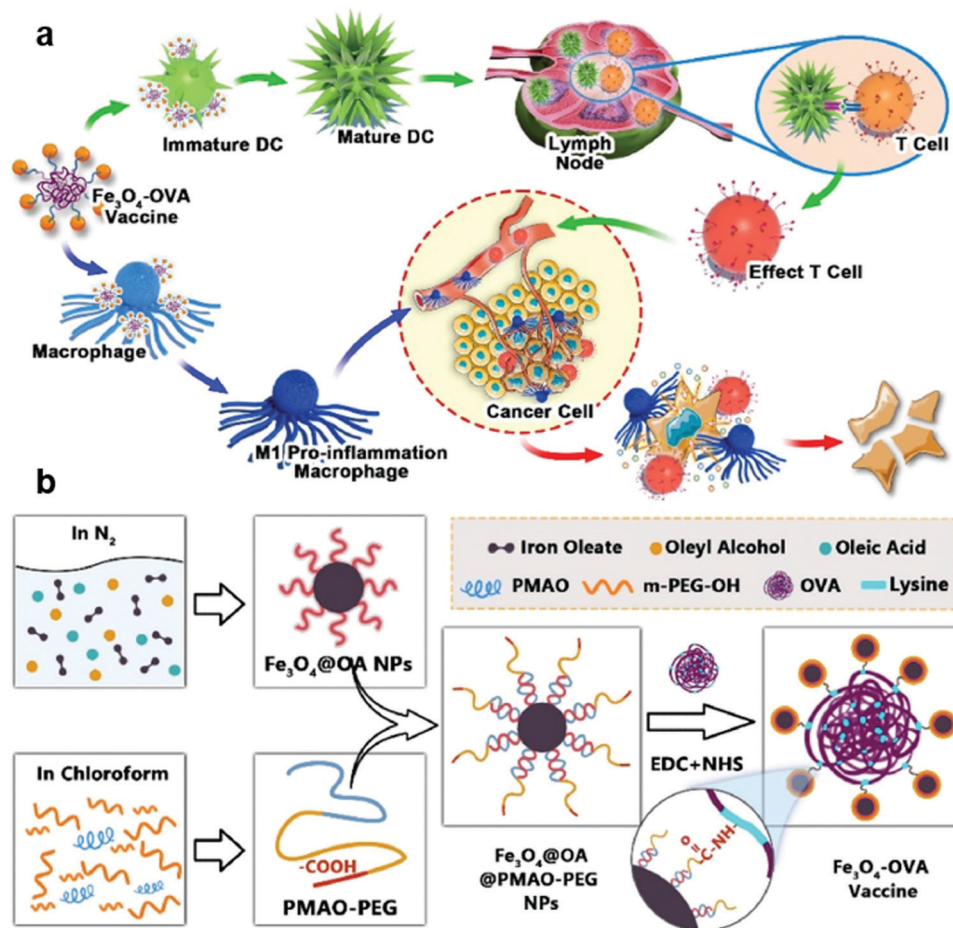 a
Immature DC
Mature DC
Lymph
Node
T Cell
Fe₃O₄-OVA
Vaccine
Effect T Cell
Macrophage
Cancer Cell
M1 Pro-inflammation
Macrophage
b
In N₂
Iron Oleate
Oleyl Alcohol
Oleic Acid
PMAO
m-PEG-OH
OVA
Lysine
Fe₃O₄@OA NPs
In Chloroform
EDC+NHS
-COOH
O
C-NH
PMAO-PEG
Fe₃O₄@OA
@PMAO-PEG
NPs
Fe₃O₄-OVA
Vaccine